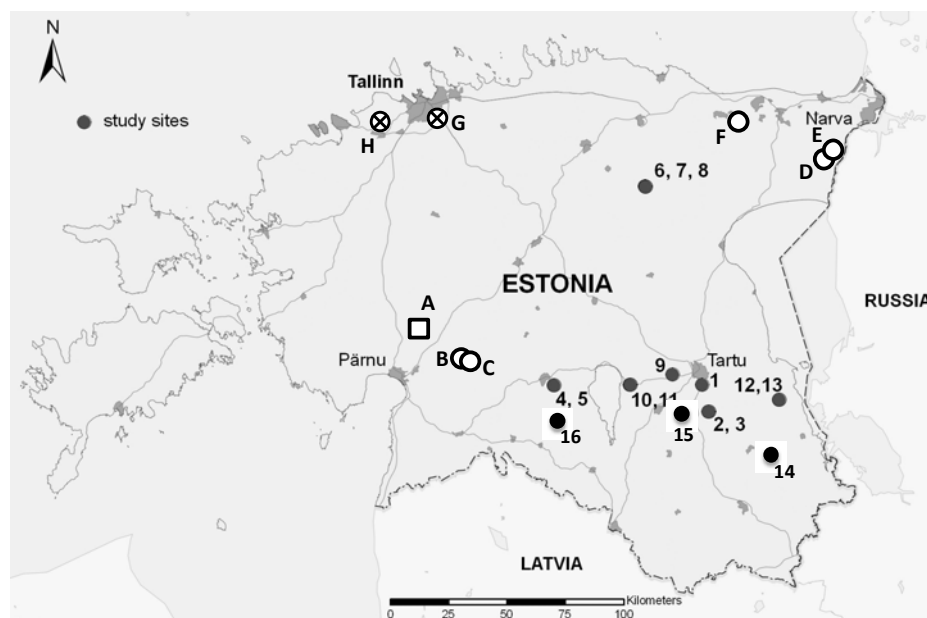 N
Tallinn
study sites
G
H
F
Narva
E
D
6, 7, 8
ESTONIA
RUSSIA
A
Pärnu
B
C
9
Tartu
1
4, 5
10,11
12,13
2, 3
15
16
14
LATVIA
Kilometers
0 25 50 75 100